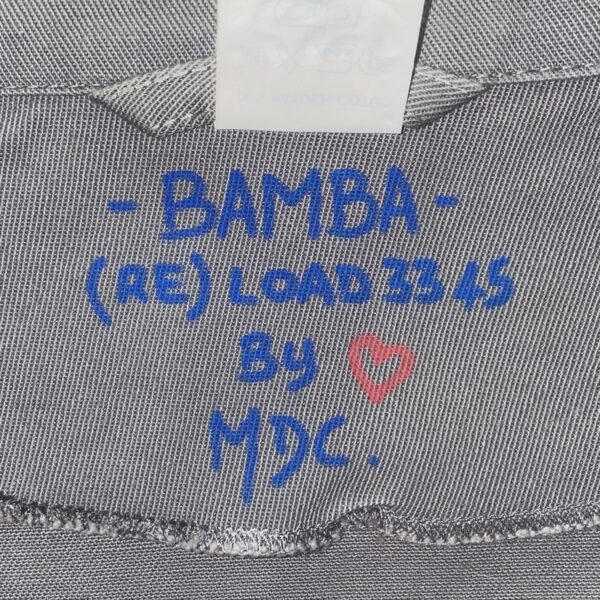 - BAMBA -
(RE) LOAD 3345
By
MDC.